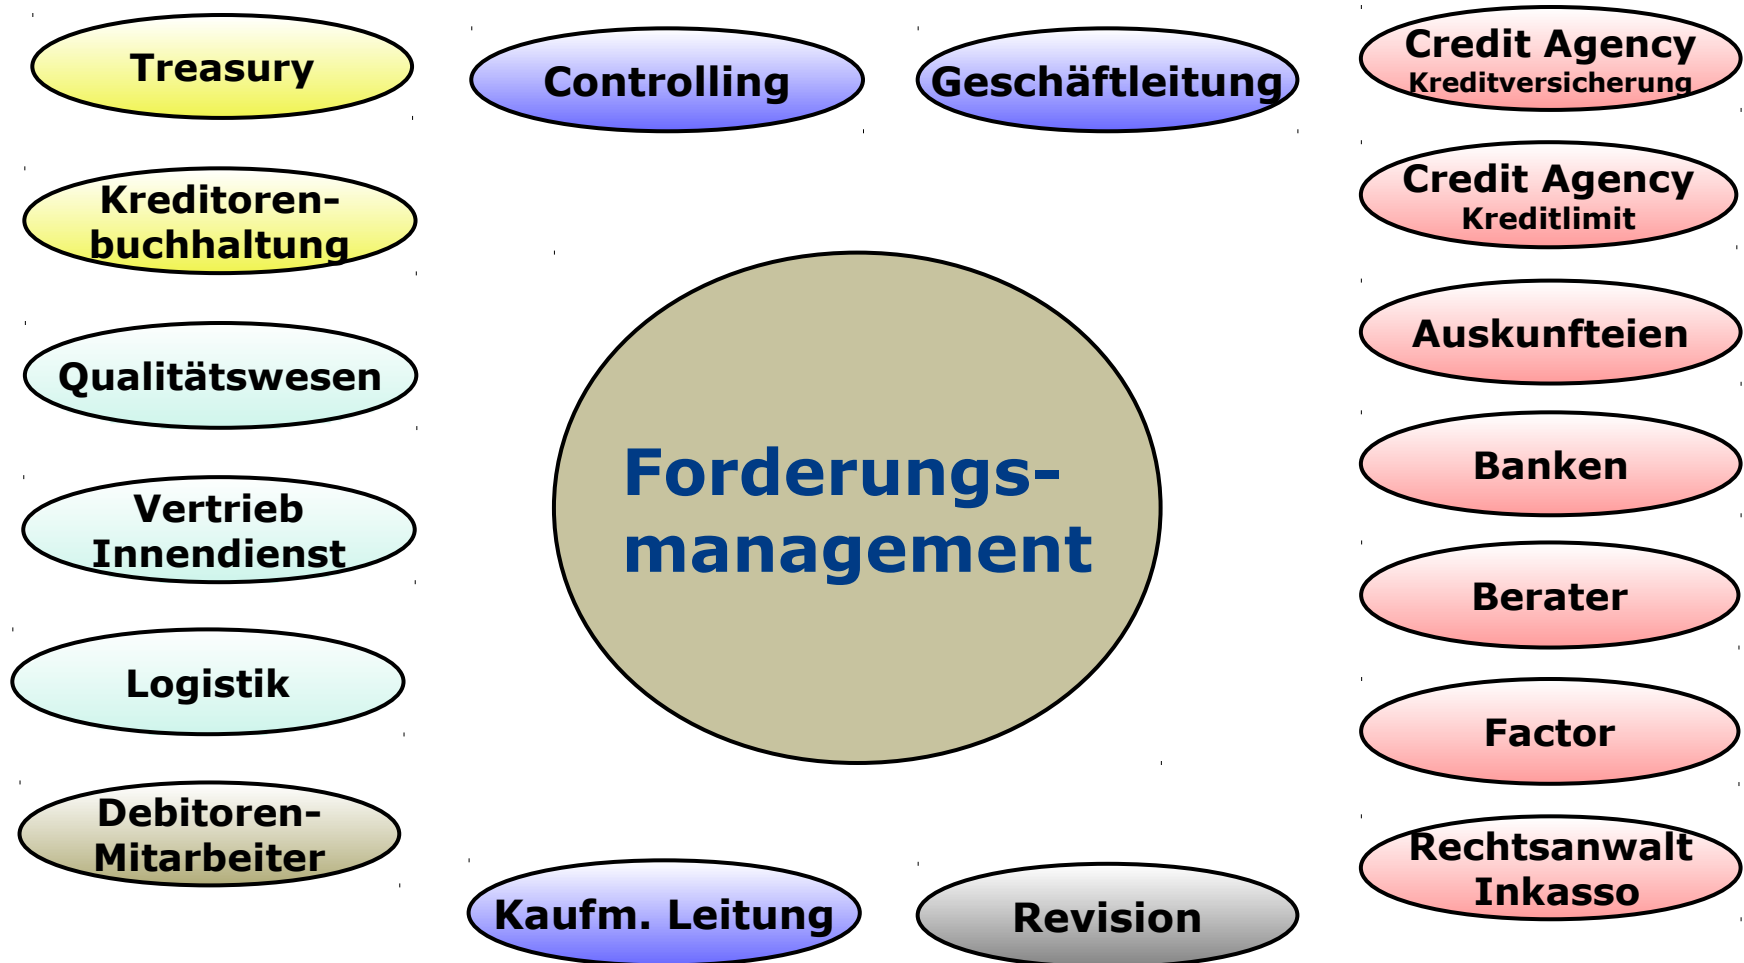 Treasury
Controlling
Geschäftleitung
Credit Agency
Kreditversicherung
Kreditoren-
buchhaltung
Credit Agency
Kreditlimit
Qualitätswesen
Auskunfteien
Forderungs-
management
Banken
Vertrieb
Innendienst
Berater
Logistik
Factor
Debitoren-
Mitarbeiter
Rechtsanwalt
Inkasso
Kaufm. Leitung
Revision